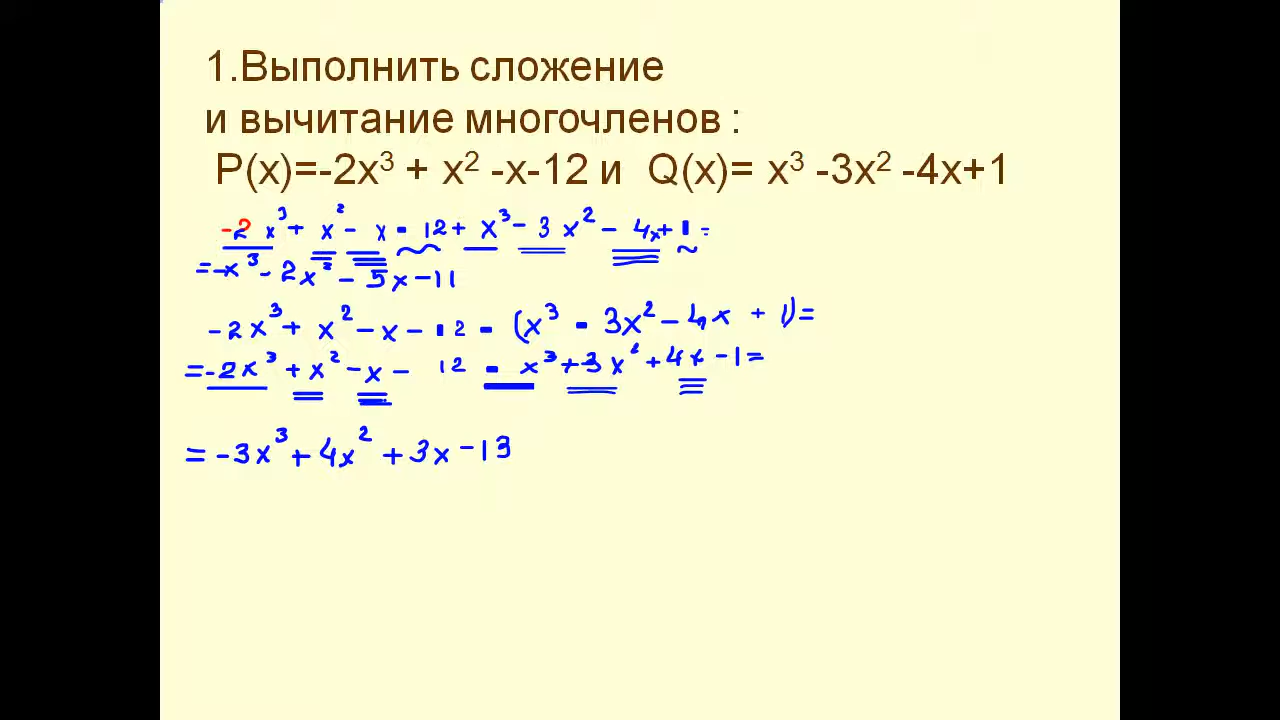 1.Выполнить сложение
и вычитание многочленов :
P(x)=-2x³ + x² -x-12 и Q(x)= x³ -3x² -4x+1
-2x³ + x² - x - 12 + x³ - 3x² - 4x + 1 =
= -x³ - 2x² - 5x - 11
-2x³ + x² - x - 12 - (x³ - 3x² - 4x + 1) =
= -2x³ + x² - x - 12 - x³ + 3x² + 4x - 1 =
= -3x³ + 4x² + 3x - 13